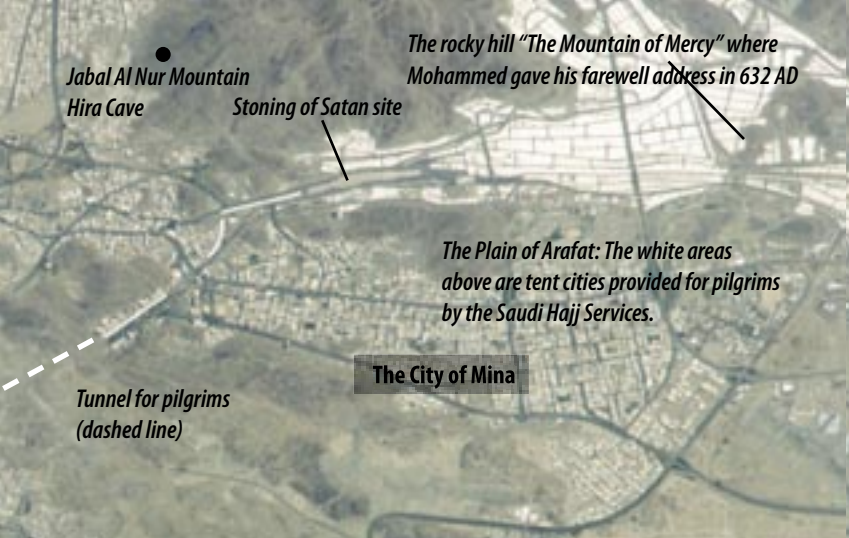 The rocky hill “The Mountain of Mercy” where
Mohammed gave his farewell address in 632 AD
Jabal Al Nur Mountain
Hira Cave
Stoning of Satan site
The Plain of Arafat: The white areas
above are tent cities provided for pilgrims
by the Saudi Hajj Services.
The City of Mina
Tunnel for pilgrims
(dashed line)